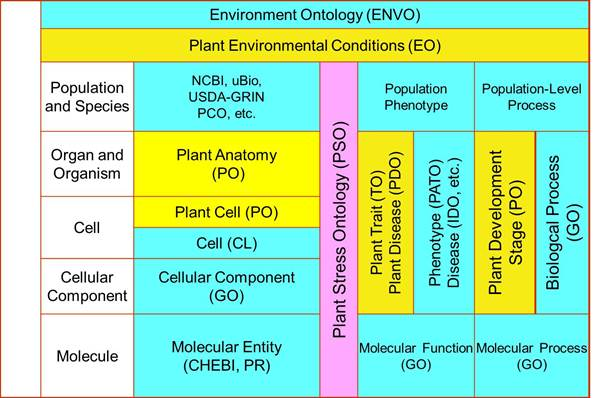 Environment Ontology (ENVO)
Plant Environmental Conditions (EO)
Population
and Species
NCBI, uBio,
USDA-GRIN
PCO, etc.
Plant Stress Ontology (PSO)
Population
Phenotype
Population-Level
Process
Organ and
Organism
Plant Anatomy
(PO)
Plant Trait (TO)
Plant Disease (PDO)
Phenotype (PATO)
Disease (IDO, etc.)
Plant Development
Stage (PO)
Biologcal Process
(GO)
Cell
Plant Cell (PO)
Cell (CL)
Cellular
Component
Cellular Component
(GO)
Molecule
Molecular Entity
(CHEBI, PR)
Molecular Function
(GO)
Molecular Process
(GO)